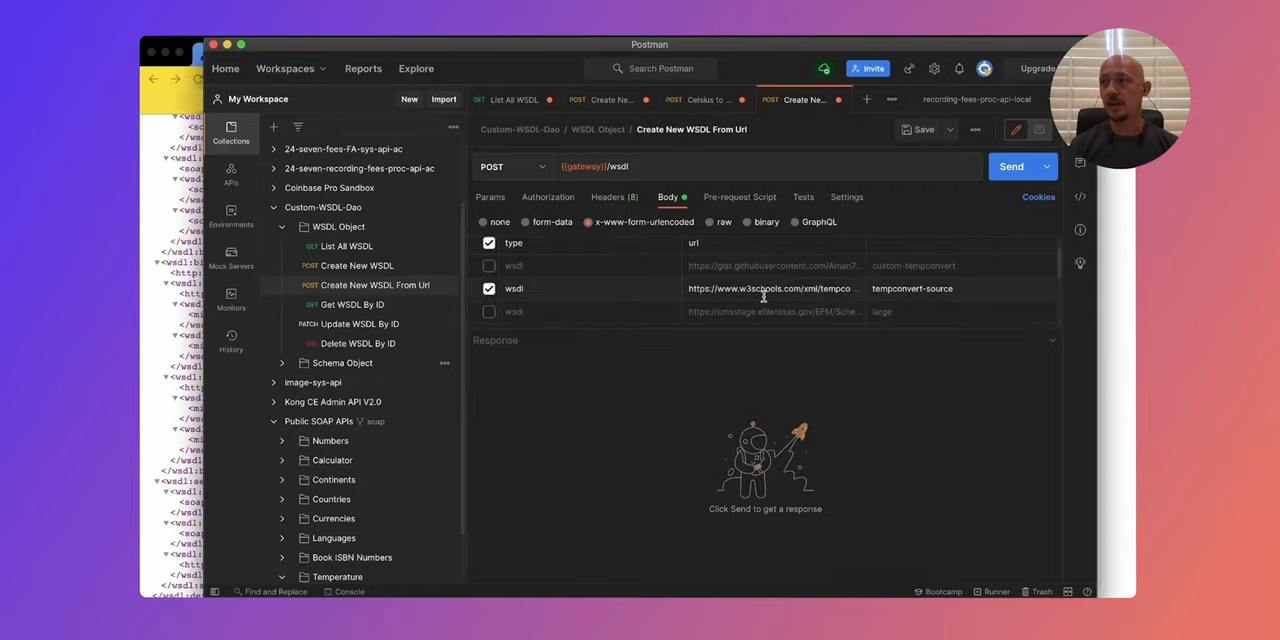 Postman
Home Workspaces Reports Explore Search Postman Invite Upgrade
My Workspace New Import
GET List All WSDL POST Create Ne... POST Celsius to ... POST Create Ne... recording-fees-proc-api-local
Collections
APIs
Environments
Mock Servers
Monitors
History
24-seven-fees-FA-sys-api-ac
24-seven-recording-fees-proc-api-ac
Coinbase Pro Sandbox
Custom-WSDL-Dao
WSDL Object
GET List All WSDL
POST Create New WSDL
POST Create New WSDL From Url
GET Get WSDL By ID
PATCH Update WSDL By ID
DEL Delete WSDL By ID
Schema Object
image-sys-api
Kong CE Admin API V2.0
Public SOAP APIs soap
Numbers
Calculator
Continents
Countries
Currencies
Languages
Book ISBN Numbers
Temperature
Custom-WSDL-Dao / WSDL Object / Create New WSDL From Url
Save
POST {{gateway}}/wsdl Send
Params Authorization Headers (8) Body Pre-request Script Tests Settings Cookies
none form-data x-www-form-urlencoded raw binary GraphQL
type url
wsdl https://gist.githubusercontent.com/Aman7... custom-tempconvert
wsdl https://www.w3schools.com/xml/tempco tempconvert-source
wsdl https://cmsstage.efiletexas.gov/EFM/Sche... large
Response
Click Send to get a response
Find and Replace Console Bootcamp Runner Trash